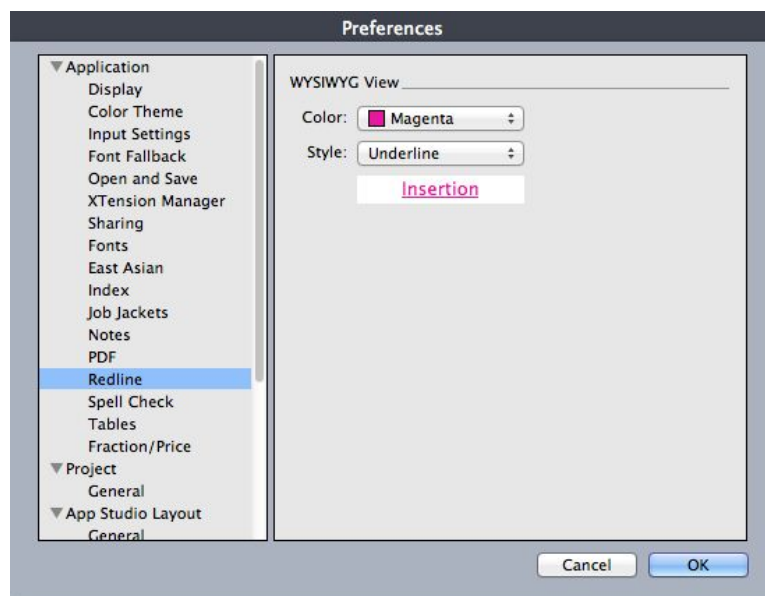 Preferences
Application
Display
Color Theme
Input Settings
Font Fallback
Open and Save
XTension Manager
Sharing
Fonts
East Asian
Index
Job Jackets
Notes
PDF
Redline
Spell Check
Tables
Fraction/Price
Project
General
App Studio Layout
General
WYSIWYG View
Color: Magenta
Style: Underline
Insertion
Cancel OK